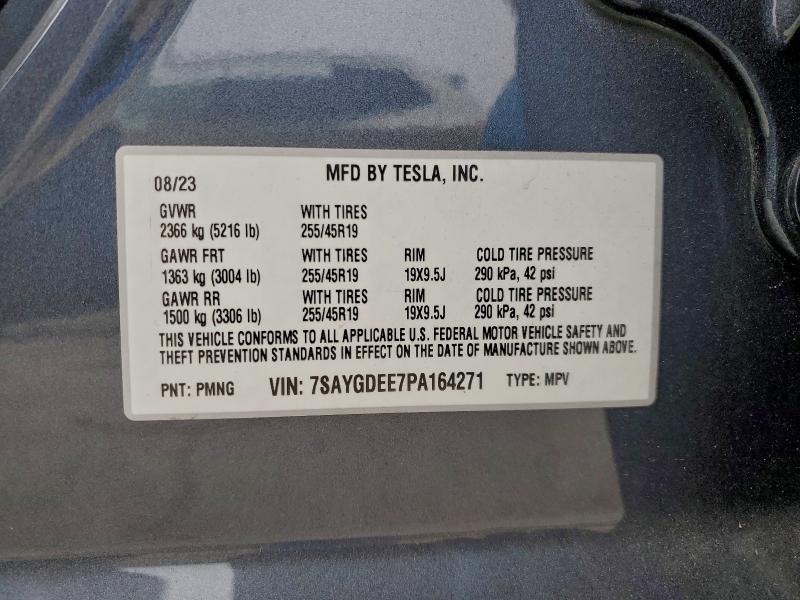 08/23 MFD BY TESLA, INC.
GVWR WITH TIRES
2366 kg (5216 lb) 255/45R19
GAWR FRT WITH TIRES RIM COLD TIRE PRESSURE
1363 kg (3004 lb) 255/45R19 19X9.5J 290 kPa, 42 psi
GAWR RR WITH TIRES RIM COLD TIRE PRESSURE
1500 kg (3306 lb) 255/45R19 19X9.5J 290 kPa, 42 psi
THIS VEHICLE CONFORMS TO ALL APPLICABLE U.S. FEDERAL MOTOR VEHICLE SAFETY AND
THEFT PREVENTION STANDARDS IN EFFECT ON THE DATE OF MANUFACTURE SHOWN ABOVE.
PNT: PMNG VIN: 7SAYGDEE7PA164271 TYPE: MPV